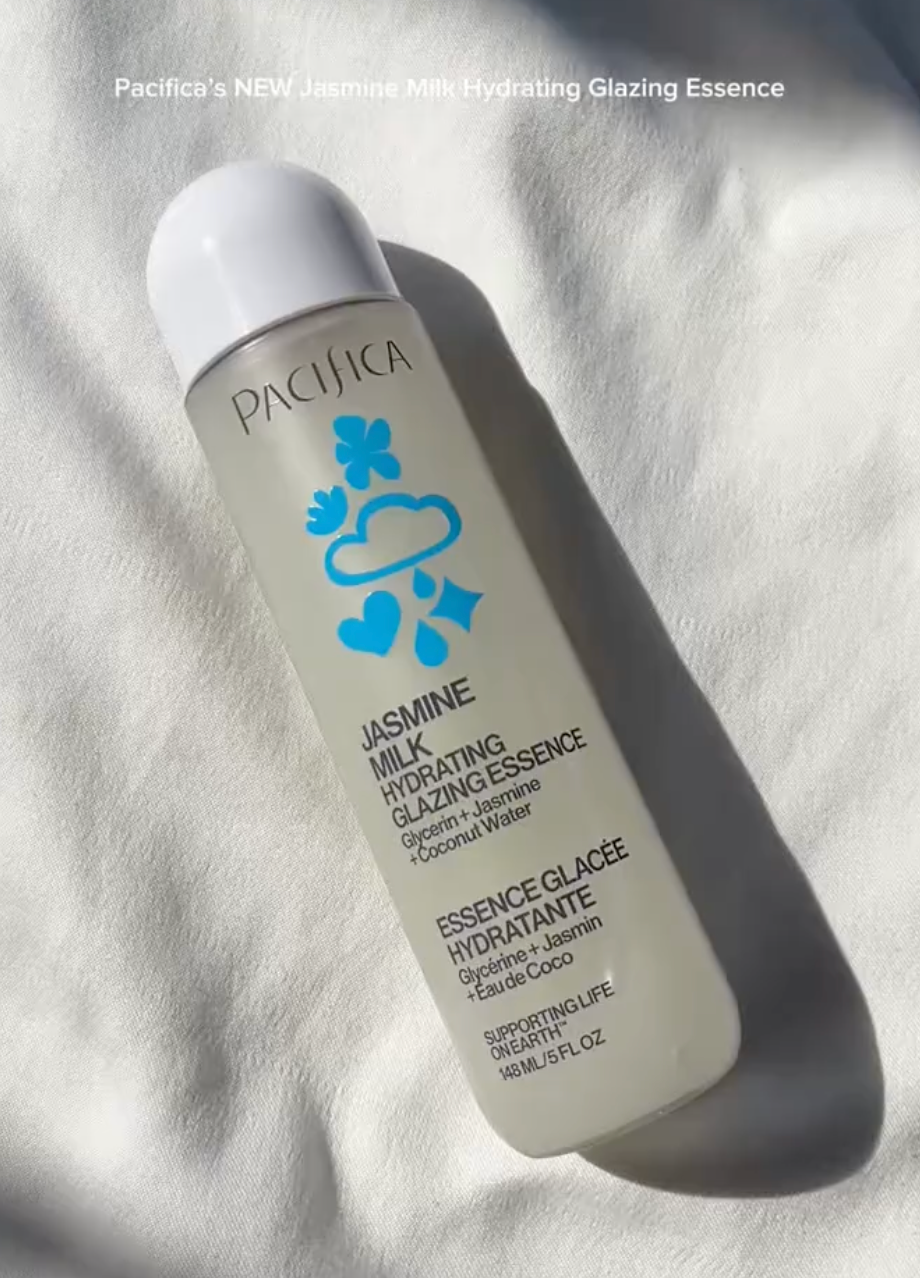 Pacifica's NEW Jasmine Milk Hydrating Glazing Essence
PACIFICA
JASMINE
MILK
HYDRATING
GLAZING ESSENCE
Glycerin + Jasmine
+ Coconut Water
ESSENCE GLACÉE
HYDRATANTE
Glycérine + Jasmin
+ Eau de Coco
SUPPORTING LIFE
ON EARTH™
148 ML/5 FL OZ